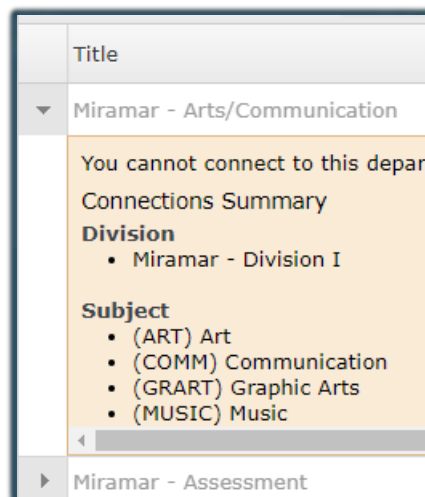 Title
Miramar - Arts/Communication
You cannot connect to this
Connections Summary
Division
• Miramar - Division I
Subject
• (ART) Art
• (COMM) Communication
• (GRART) Graphic Arts
• (MUSIC) Music
Miramar - Assessment